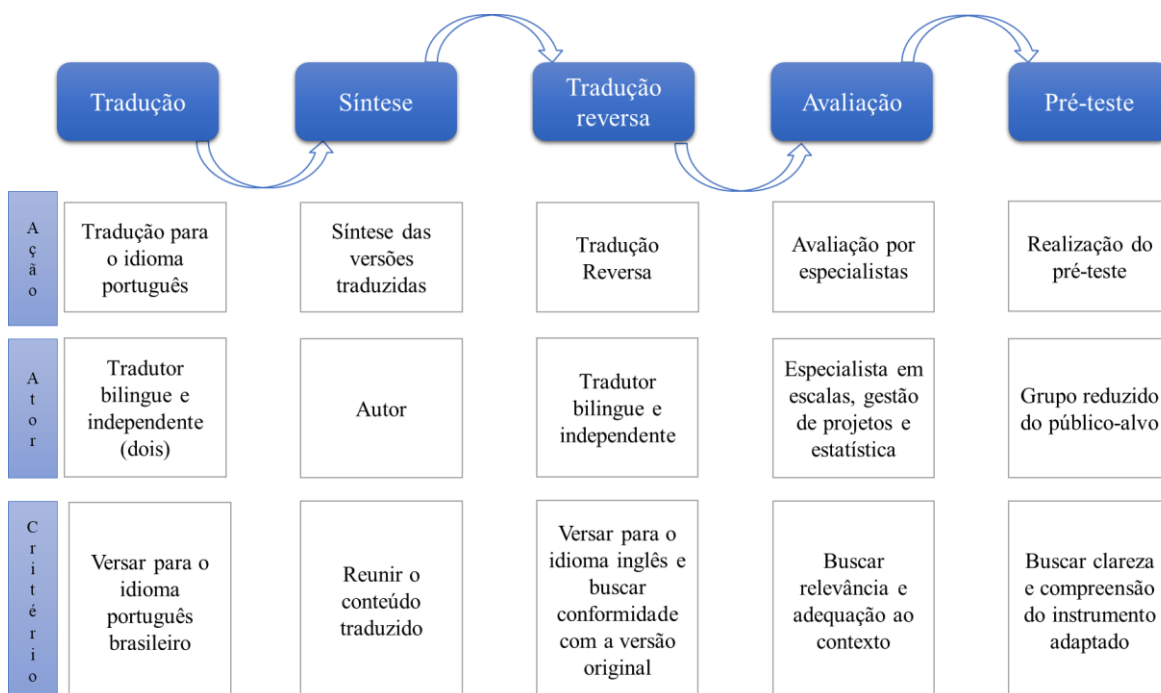 Tradução
Síntese
Tradução
reversa
Avaliação
Pré-teste
Ação
Tradução para
o idioma
português
Síntese das
versões
traduzidas
Tradução
Reversa
Avaliação por
especialistas
Realização do
pré-teste
Ator
Tradutor
bilingue e
independente
(dois)
Autor
Tradutor
bilingue e
independente
Especialista em
escalas, gestão
de projetos e
estatística
Grupo reduzido
do público-alvo
Critério
Versar para o
idioma
português
brasileiro
Reunir o
conteúdo
traduzido
Versar para o
idioma inglês e
buscar
conformidade
com a versão
original
Buscar
relevância e
adequação ao
contexto
Buscar clareza
e compreensão
do instrumento
adaptado